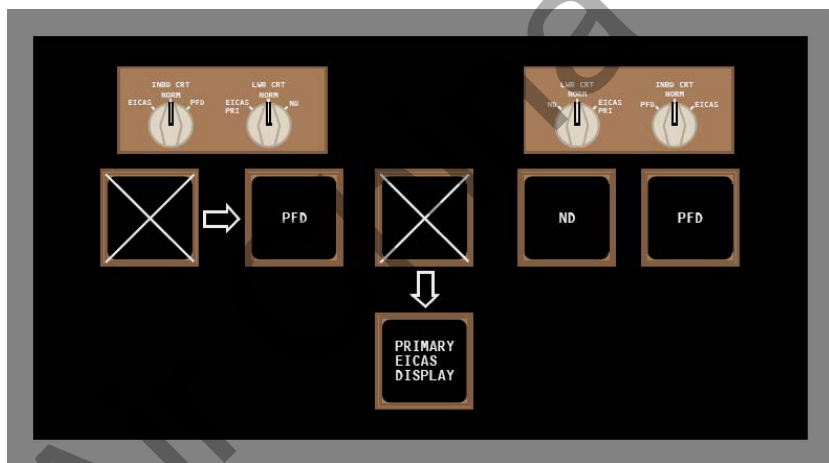 INBD CRT
NORM
EICAS
PFD
LWR CRT
NORM
EICAS
PRI
ND
LWR CRT
NORM
ND
EICAS
PRI
INBD CRT
NORM
PFD
EICAS
PFD
ND
PFD
PRIMARY
EICAS
DISPLAY